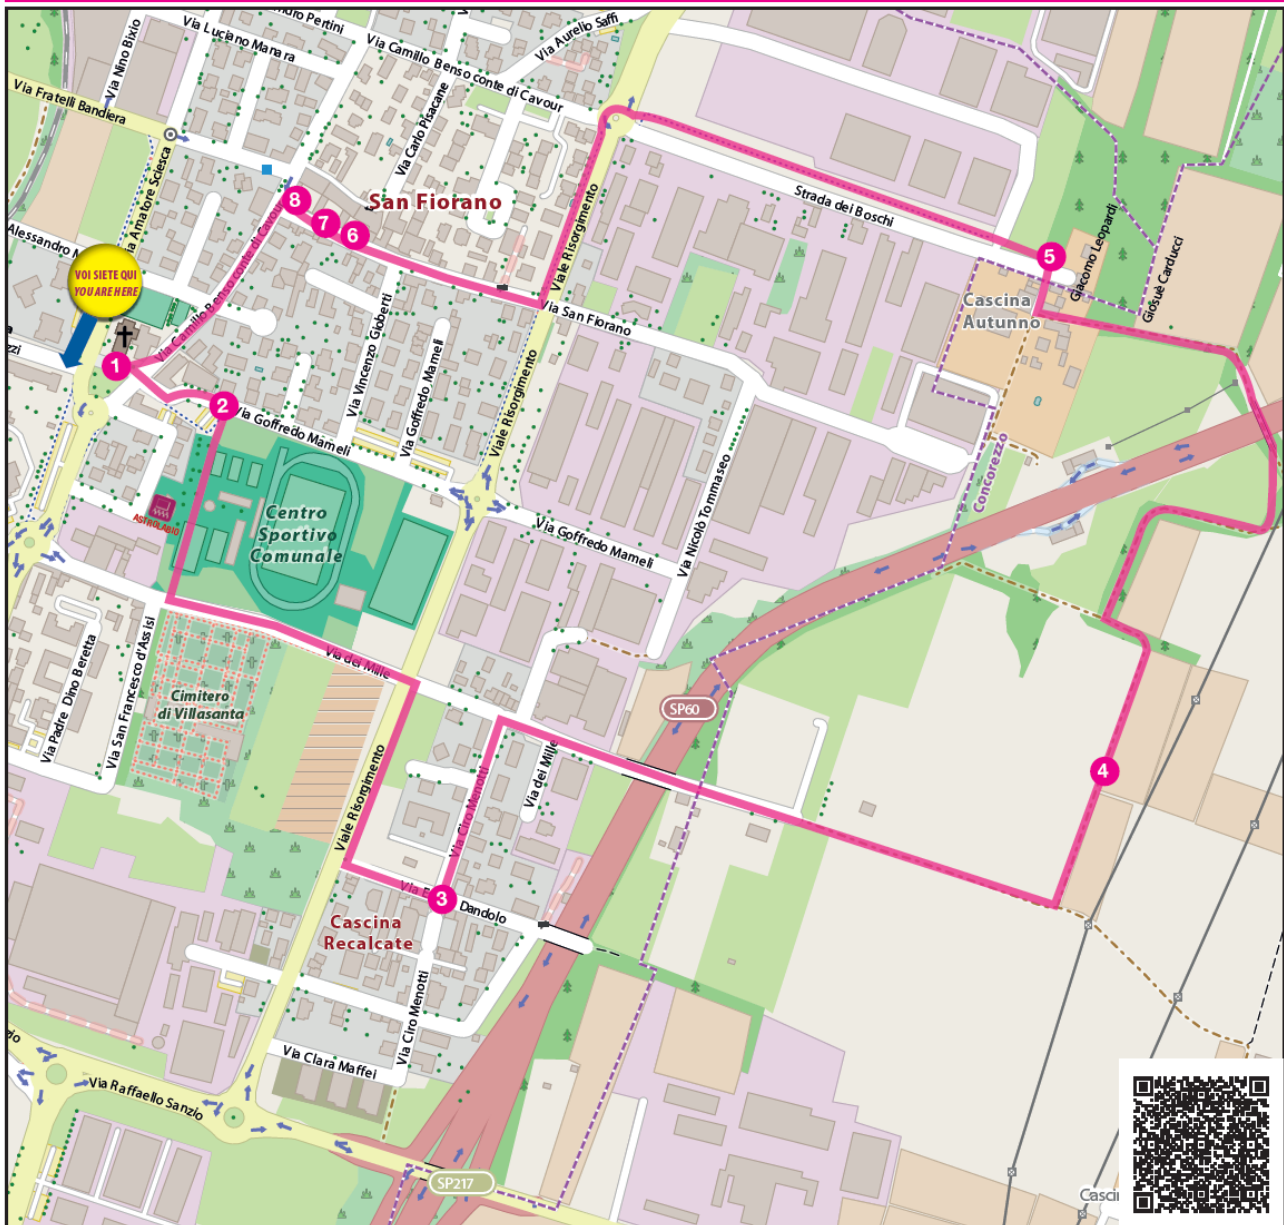 Via Nino Bixio
Via Luciano Manara
Pertini
Via Camillo Benso conte di Cavour
Via Aurelio Saffi
Via Fratelli Bandiera
Via Carlo Pisacane
Amatore Sciesca
San Fiorano
8
7
6
Viale Risorgimento
Strada dei Boschi
Giacomo Leopardi
Giosuè Carducci
5
Alessandro
VOI SIETE QUI
YOU ARE HERE
Via Camillo Benso conte di Cavour
Cascina
Autunno
Via San Fiorano
Via Vincenzo Gioberti
Via Goffredo Mameli
Viale Risorgimento
1
2
Via Goffredo Mameli
Via Nicolò Tommaseo
Concorezzo
ASTROLABIO
Centro
Sportivo
Comunale
Via Goffredo Mameli
Via Padre Dino Beretta
Via San Francesco d'Assisi
Via dei Mille
Cimitero
di Villasanta
SP60
Viale Risorgimento
Via Ciro Menotti
Via dei Mille
4
3
Dandolo
Cascina
Recalcate
Via Ciro Menotti
Via Clara Maffei
Via Raffaello Sanzio
SP217